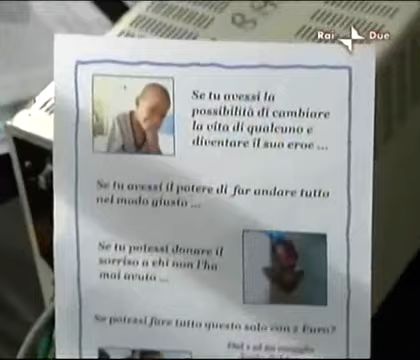 Rai Due
Se tu avessi la
possibilità di cambiare
la vita di qualcuno e
diventare il suo eroe ...
Se tu avessi il potere di far andare tutto
nel modo giusto ...
Se tu potessi donare il
sorriso a chi non l'ha
mai avuto ...
Se potessi fare tutto questo solo con 2 Euro?